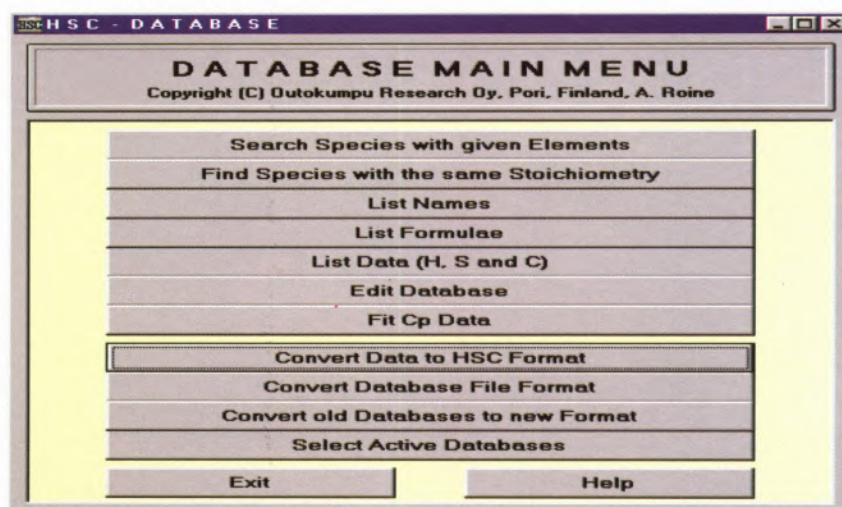 HSC HSC - DATABASE
DATABASE MAIN MENU
Copyright (C) Outokumpu Research Oy, Pori, Finland, A. Roine
Search Species with given Elements
Find Species with the same Stoichiometry
List Names
List Formulae
List Data (H, S and C)
Edit Database
Fit Cp Data
Convert Data to HSC Format
Convert Database File Format
Convert old Databases to new Format
Select Active Databases
Exit Help